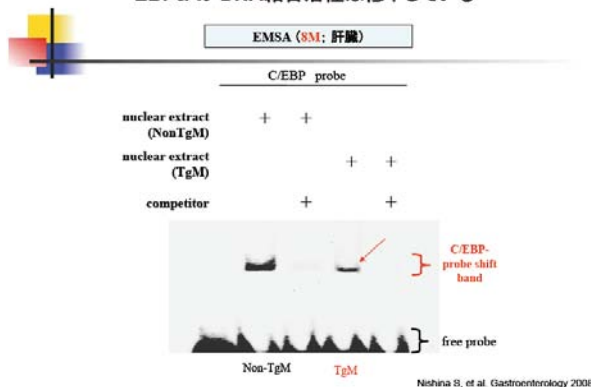 EMSA (8M; 肝臓)
C/EBP probe
nuclear extract (NonTgM) + +
nuclear extract (TgM) + +
competitor + +
C/EBP-probe shift band
free probe
Non-TgM TgM
Nishina S, et al. Gastroenterology 2008